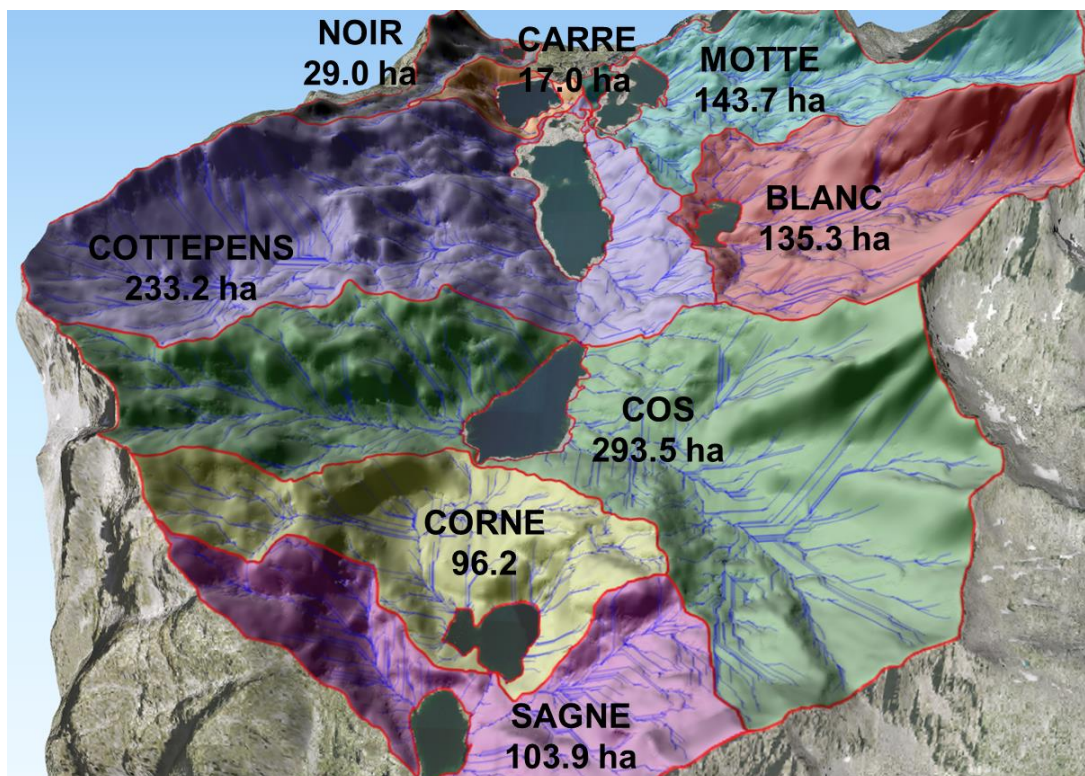 NOIR
29.0 ha
CARRE
17.0 ha
MOTTE
143.7 ha
BLANC
135.3 ha
COTTEPENS
233.2 ha
COS
293.5 ha
CORNE
96.2
SAGNE
103.9 ha